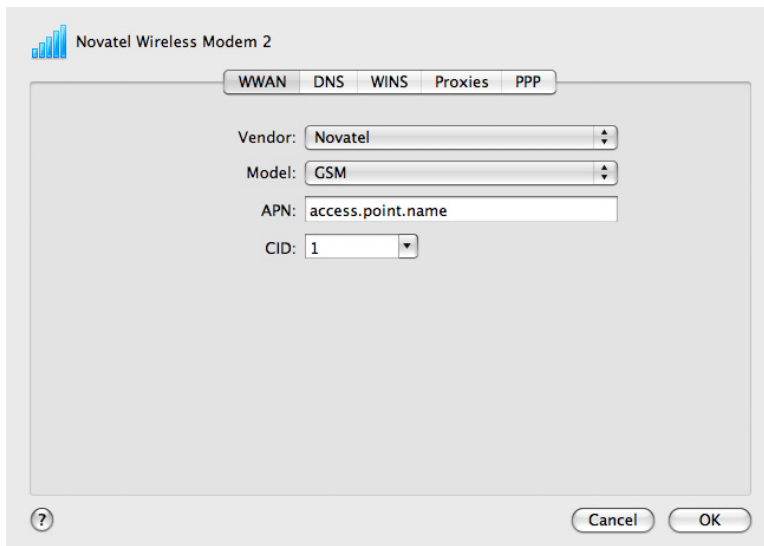 Novatel Wireless Modem 2
WWAN DNS WINS Proxies PPP
Vendor: Novatel
Model: GSM
APN: access.point.name
CID: 1
? Cancel OK